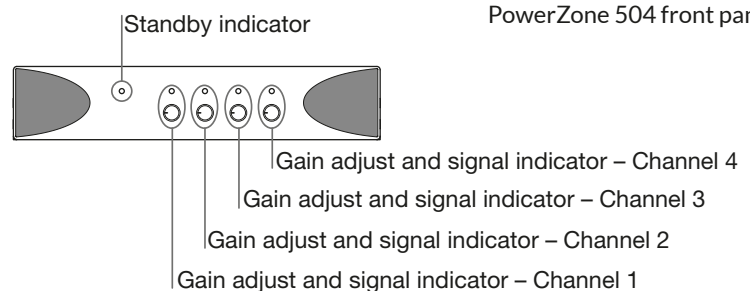 PowerZone 504 front
Standby indicator
Gain adjust and signal indicator – Channel 4
Gain adjust and signal indicator – Channel 3
Gain adjust and signal indicator – Channel 2
Gain adjust and signal indicator – Channel 1